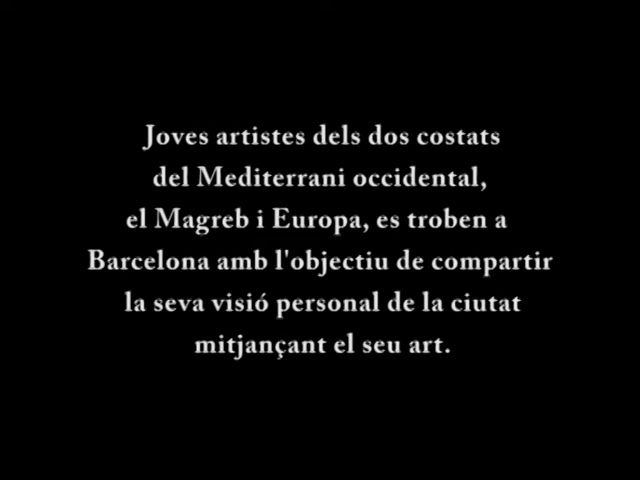 Joves artistes dels dos costats
del Mediterrani occidental,
el Magreb i Europa, es troben a
Barcelona amb l'objectiu de compartir
la seva visió personal de la ciutat
mitjançant el seu art.